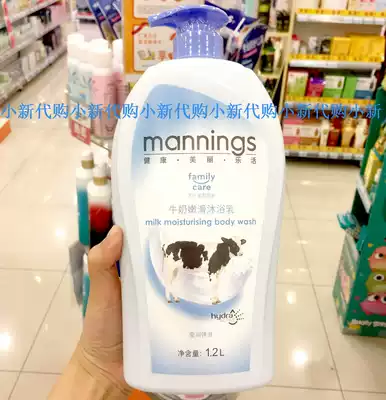 小新代购小新代购小新代购小新代购小新代购小新
mannings
健康・美丽・乐活
family
care
牛奶嫩滑沐浴乳
milk moisturising body wash
hydra
净含量: 1.2L